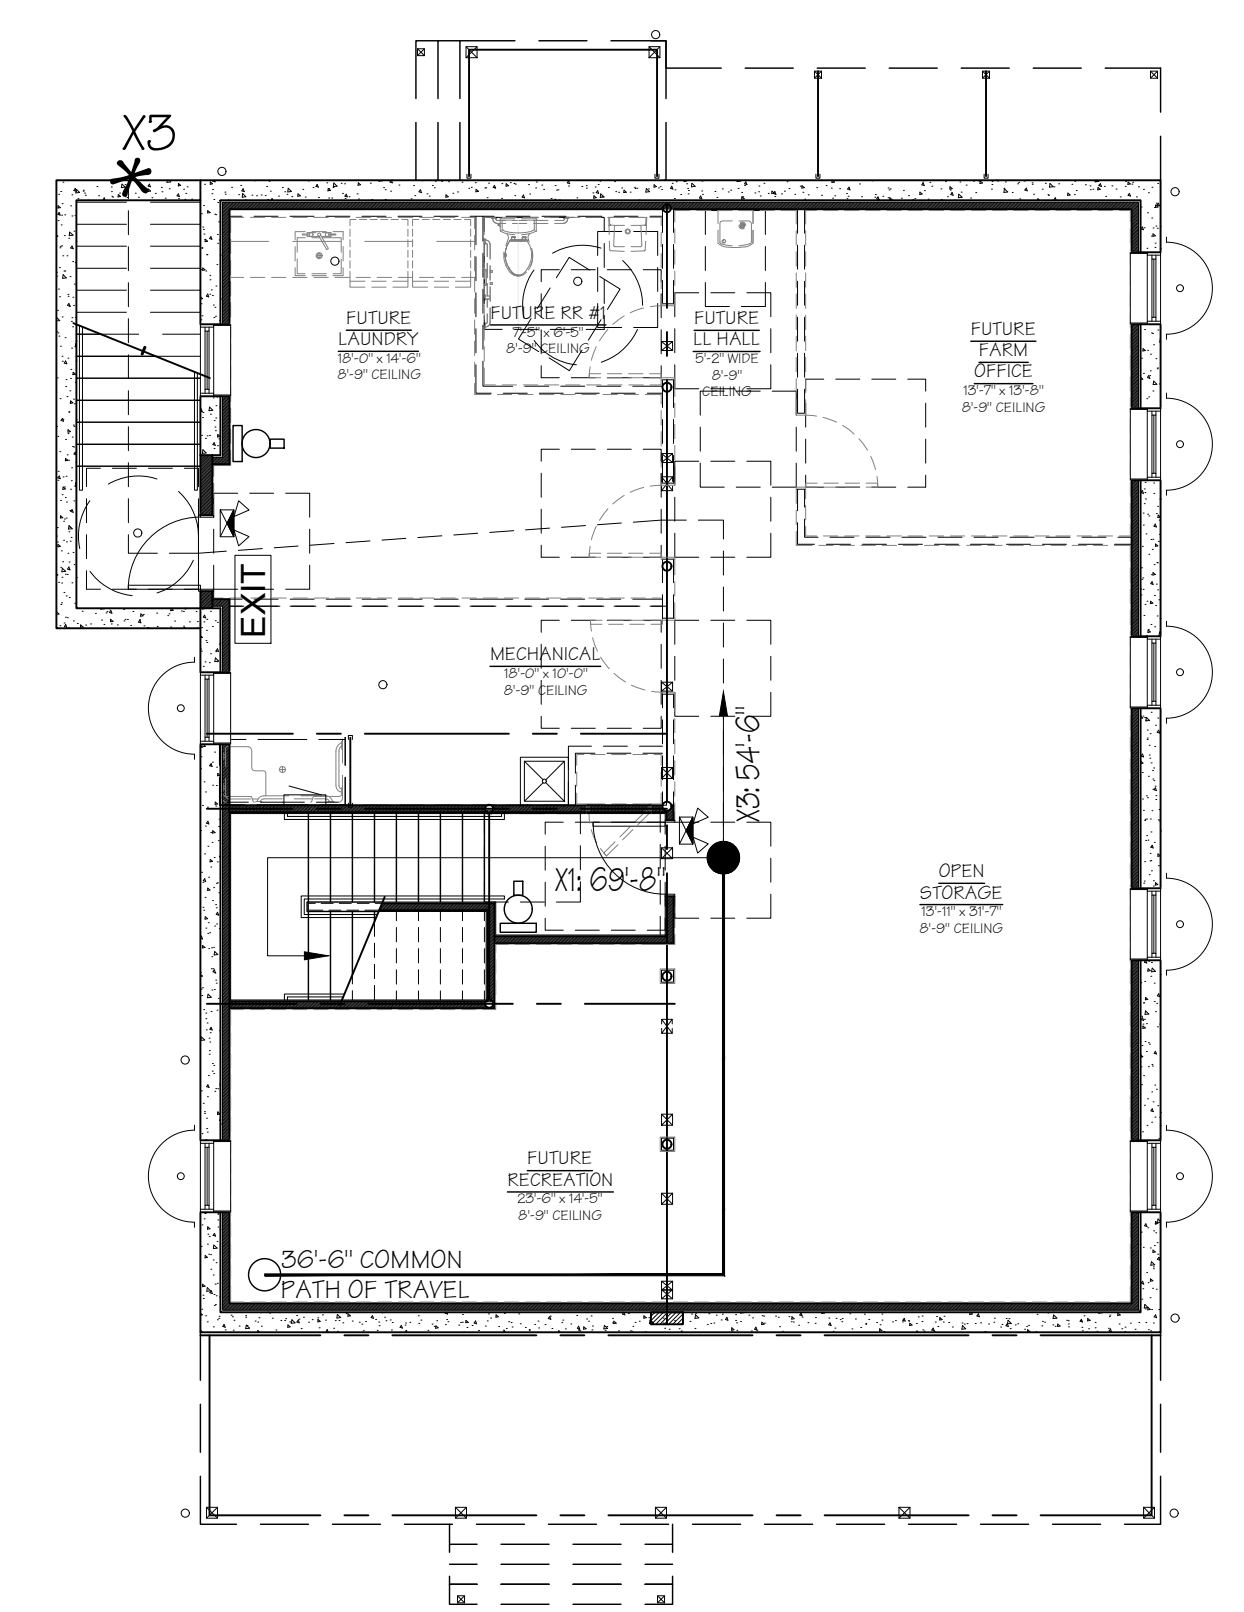 X3
FUTURE
LAUNDRY
18'-0" x 14'-6"
8'-9" CEILING
FUTURE RR #
7'-5" x 6'-5"
8'-9" CEILING
FUTURE
LL HALL
5'-2" WIDE
8'-9"
CEILING
FUTURE
FARM
OFFICE
13'-7" x 13'-8"
8'-9" CEILING
EXIT
MECHANICAL
18'-0" x 10'-0"
8'-9" CEILING
X3: 54'-6"
X1: 69'-8"
OPEN
STORAGE
13'-11" x 31'-7"
8'-9" CEILING
FUTURE
RECREATION
23'-6" x 14'-5"
8'-9" CEILING
36'-6" COMMON
PATH OF TRAVEL